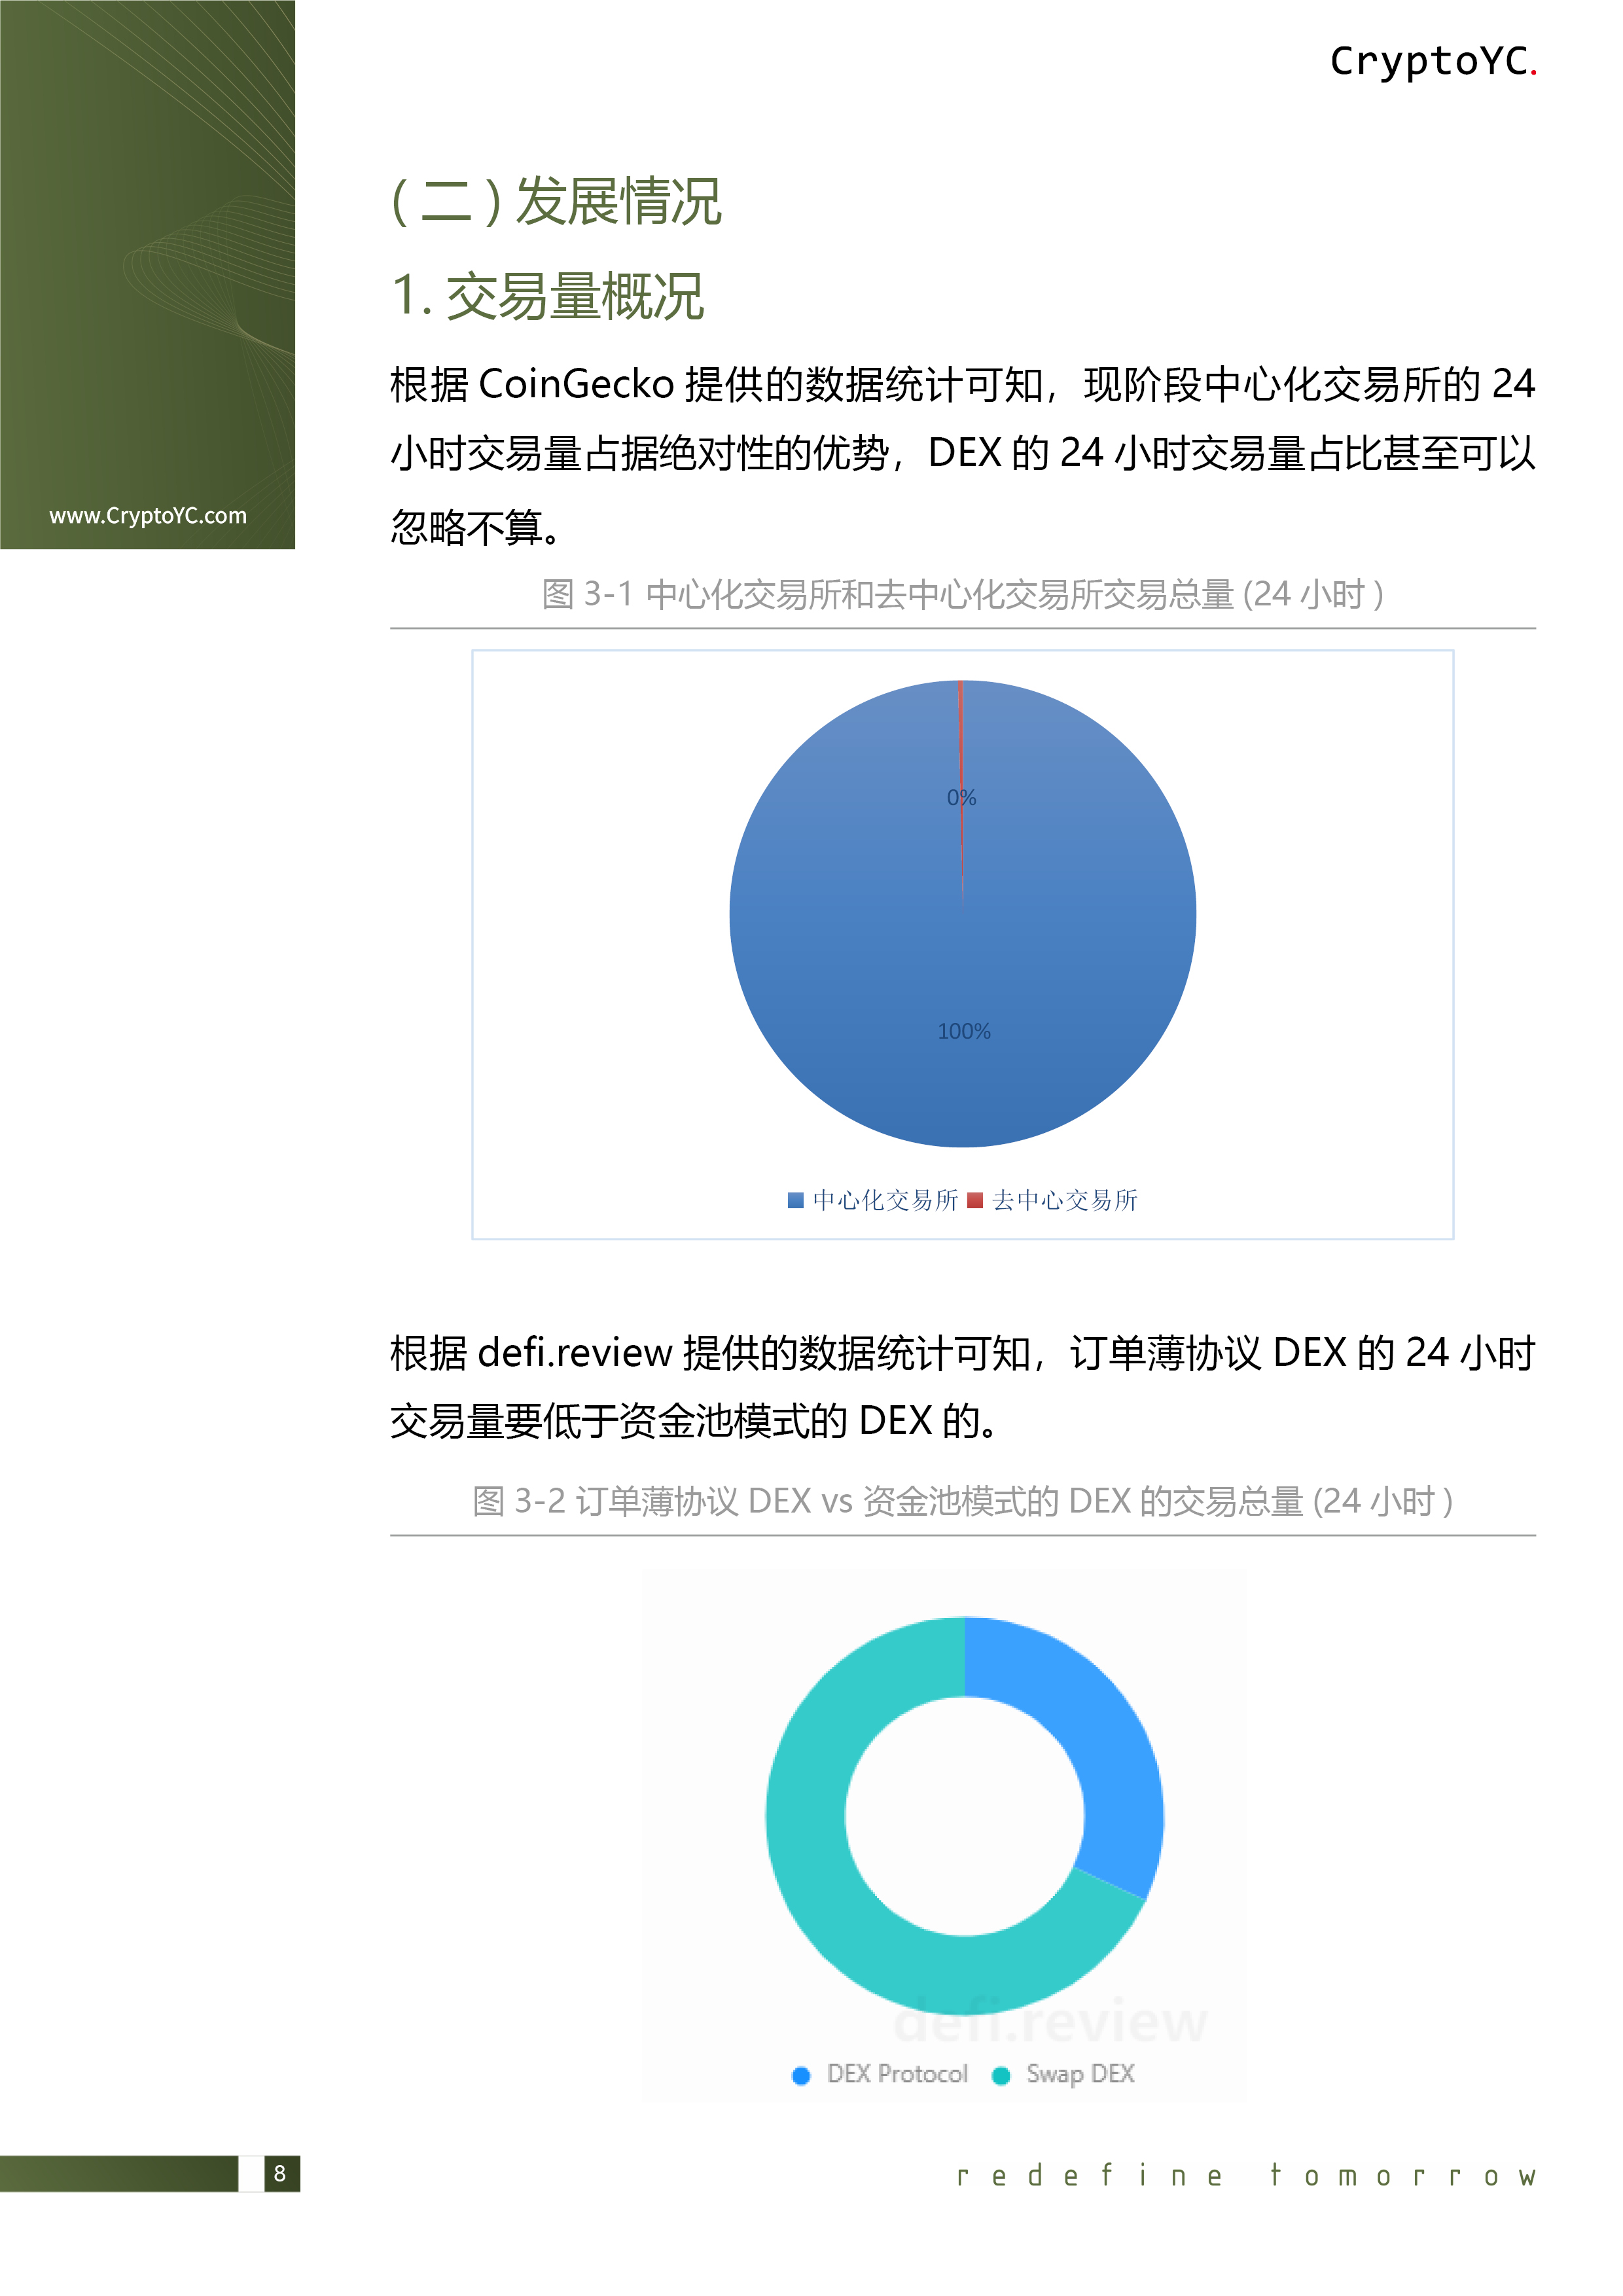 CryptoYC.
www.CryptoYC.com
(二)发展情况
1. 交易量概况
根据 CoinGecko 提供的数据统计可知，现阶段中心化交易所的 24
小时交易量占据绝对性的优势，DEX 的 24 小时交易量占比甚至可以
忽略不算。
图 3-1 中心化交易所和去中心化交易所交易总量 (24 小时)
0%
100%
中心化交易所 去中心交易所
根据 defi.review 提供的数据统计可知，订单薄协议 DEX 的 24 小时
交易量要低于资金池模式的 DEX 的。
图 3-2 订单薄协议 DEX vs 资金池模式的 DEX 的交易总量 (24 小时)
defi.review
DEX Protocol Swap DEX
8
redefine tomorrow